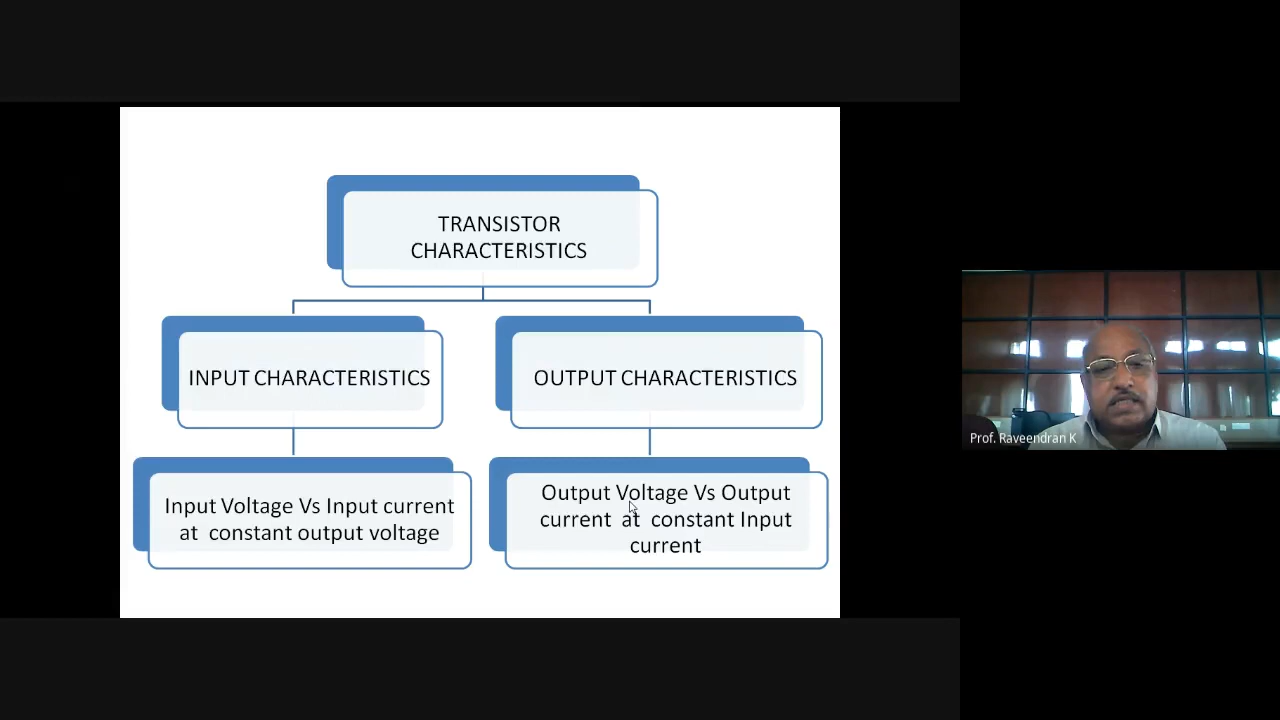 TRANSISTOR
CHARACTERISTICS
INPUT CHARACTERISTICS
OUTPUT CHARACTERISTICS
Input Voltage Vs Input current
at constant output voltage
Output Voltage Vs Output
current at constant Input
current
Prof. Raveendran K